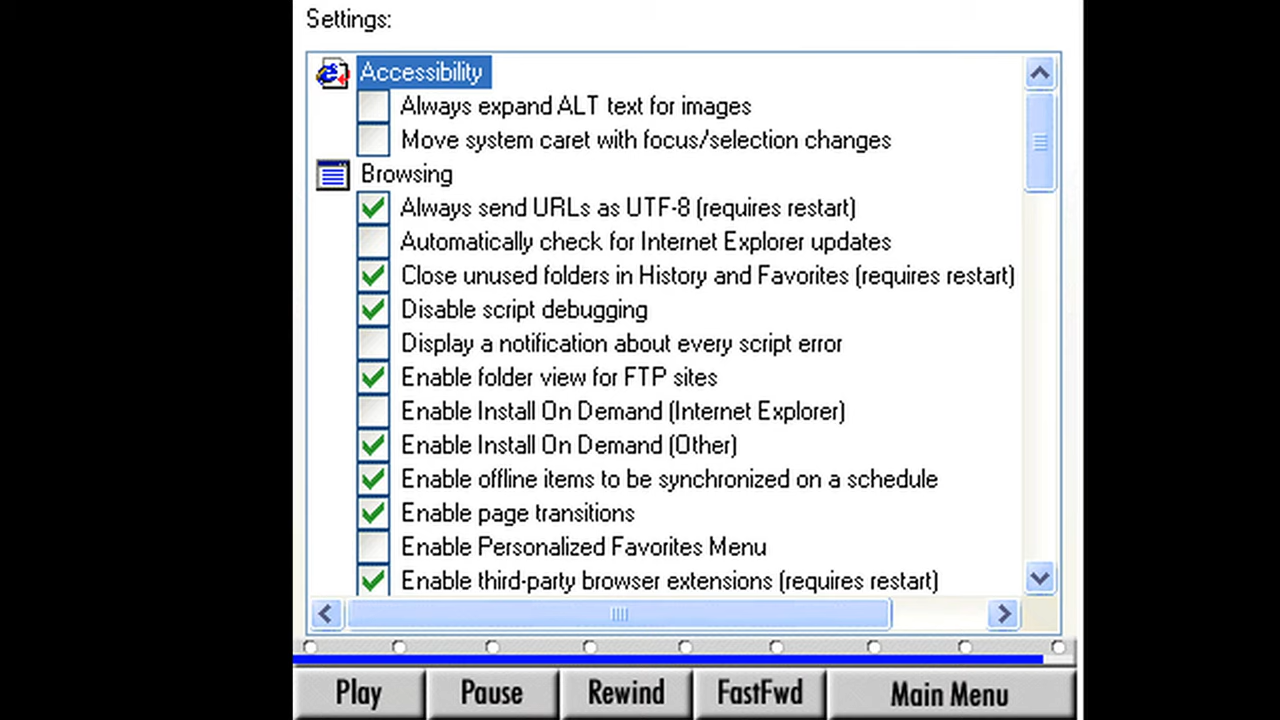 Settings:
Accessibility
Always expand ALT text for images
Move system caret with focus/selection changes
Browsing
Always send URLs as UTF-8 (requires restart)
Automatically check for Internet Explorer updates
Close unused folders in History and Favorites (requires restart)
Disable script debugging
Display a notification about every script error
Enable folder view for FTP sites
Enable Install On Demand (Internet Explorer)
Enable Install On Demand (Other)
Enable offline items to be synchronized on a schedule
Enable page transitions
Enable Personalized Favorites Menu
Enable third-party browser extensions (requires restart)
Play Pause Rewind FastFwd Main Menu